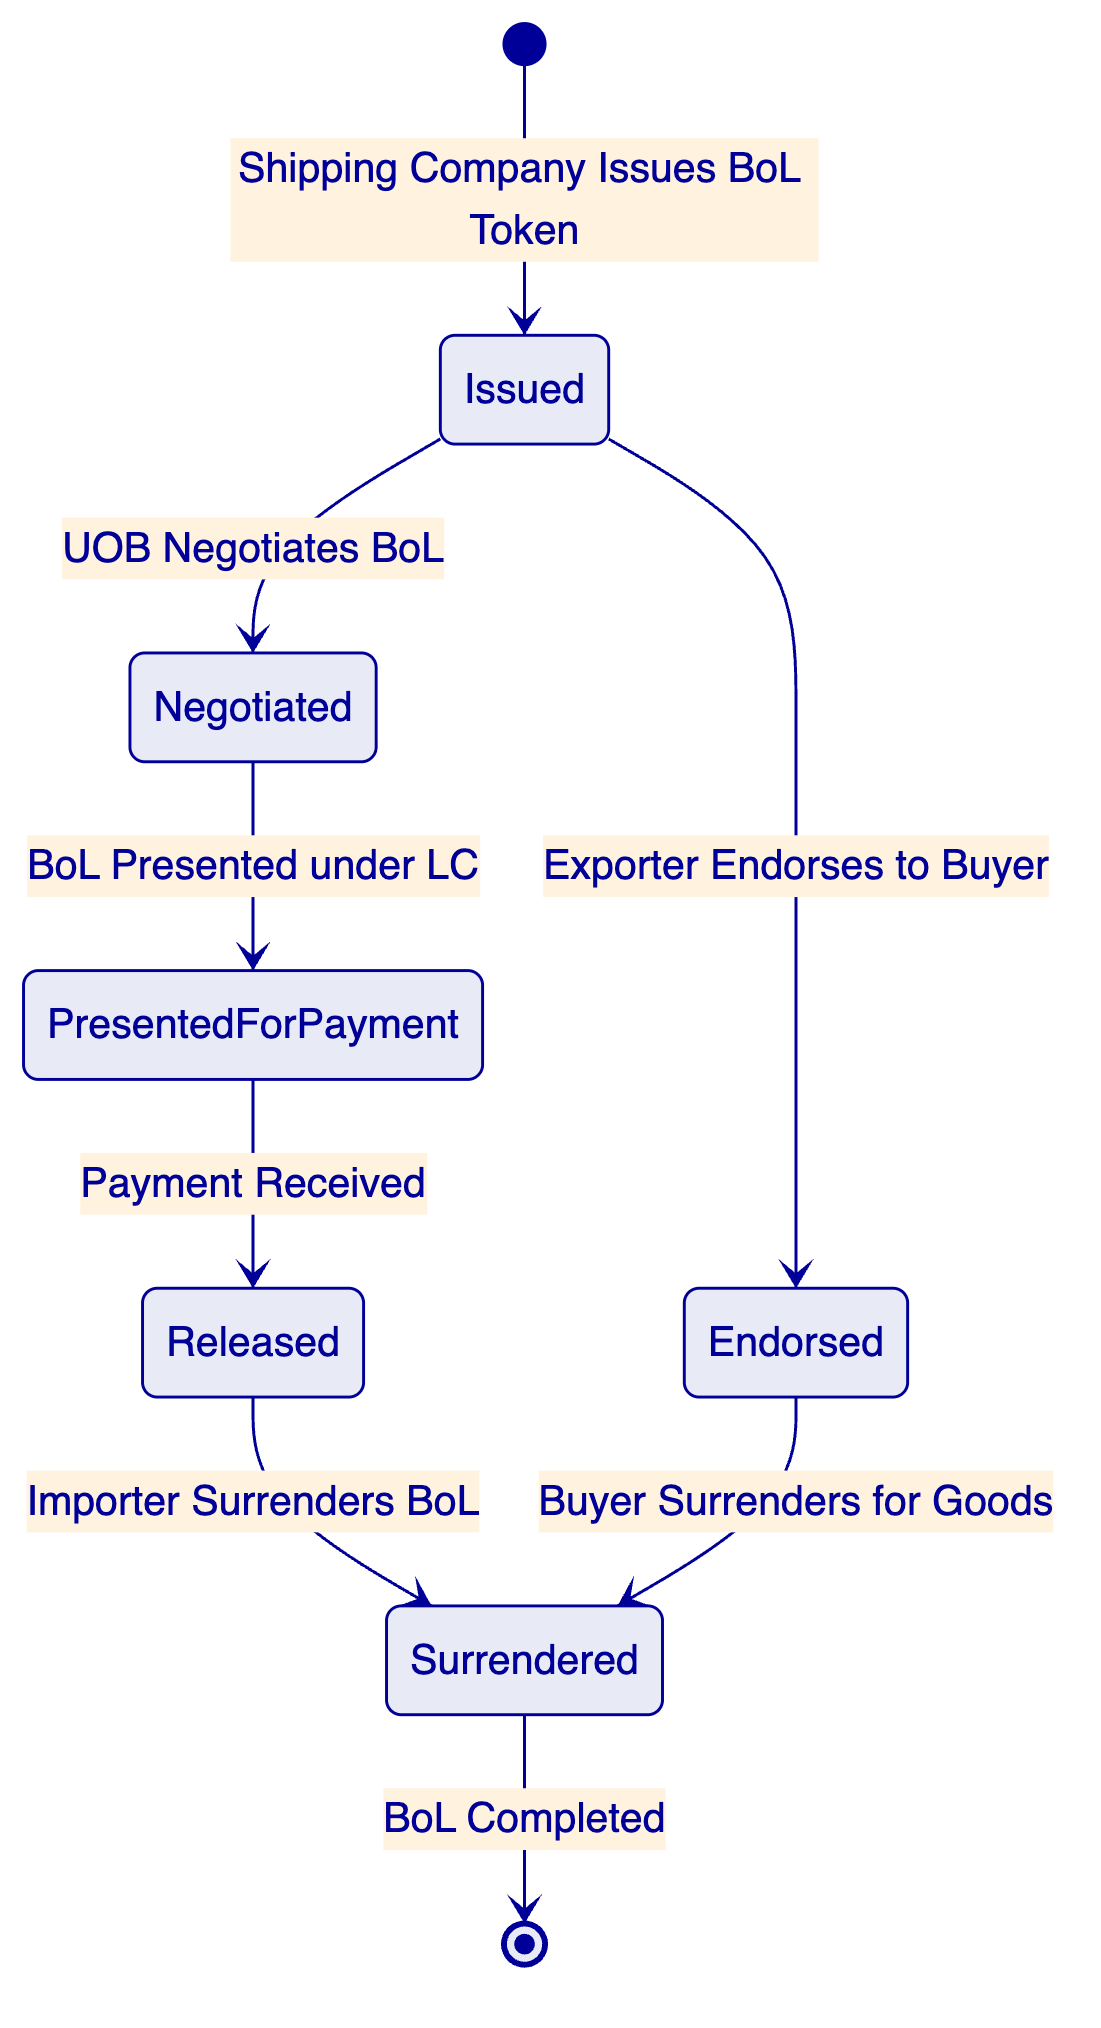 Shipping Company Issues BoL
Token
Issued
UOB Negotiates BoL
Negotiated
BoL Presented under LC
Exporter Endorses to Buyer
PresentedForPayment
Payment Received
Released
Endorsed
Importer Surrenders BoL
Buyer Surrenders for Goods
Surrendered
BoL Completed